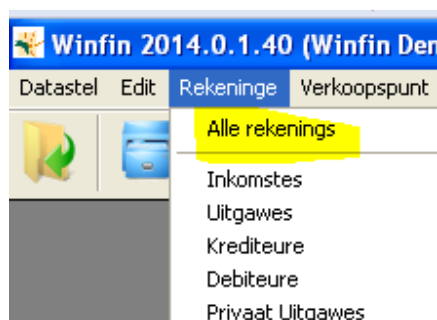 Winfin 2014.0.1.40 (Winfin Den
Datastel Edit Rekeninge Verkoopspunt
Alle rekenings
Inkomstes
Uitgawes
Krediteure
Debiteure
Privaat Uitgawes